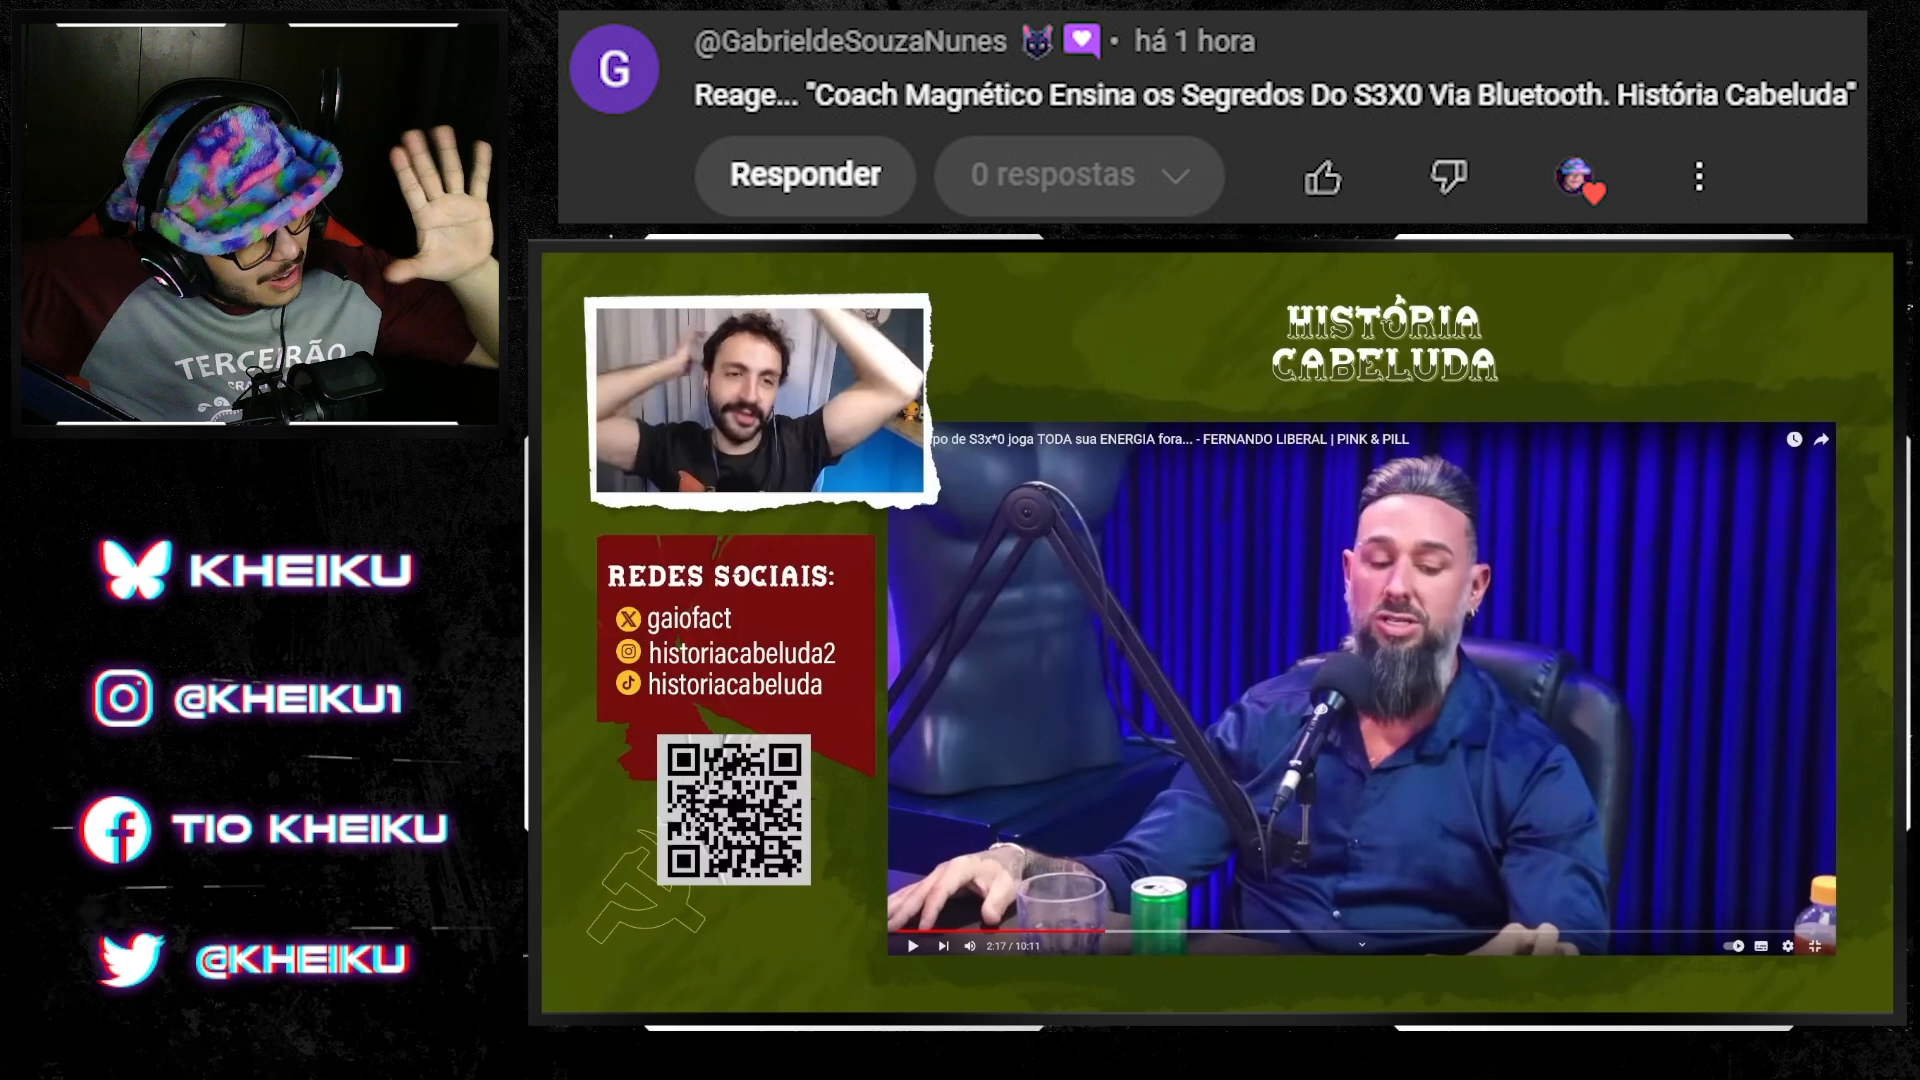 G
@GabrieldeSouzaNunes • há 1 hora
Reage... "Coach Magnético Ensina os Segredos Do S3X0 Via Bluetooth. História Cabeluda"
Responder
0 respostas
TERCEIRÃO
KHEIKU
@KHEIKU1
TIO KHEIKU
@KHEIKU
HISTÓRIA
CABELUDA
po de S3x*0 joga TODA sua ENERGIA fora... - FERNANDO LIBERAL | PINK & PILL
REDES SOCIAIS:
gaiofact
historiacabeluda2
historiacabeluda
2:17 / 10:11